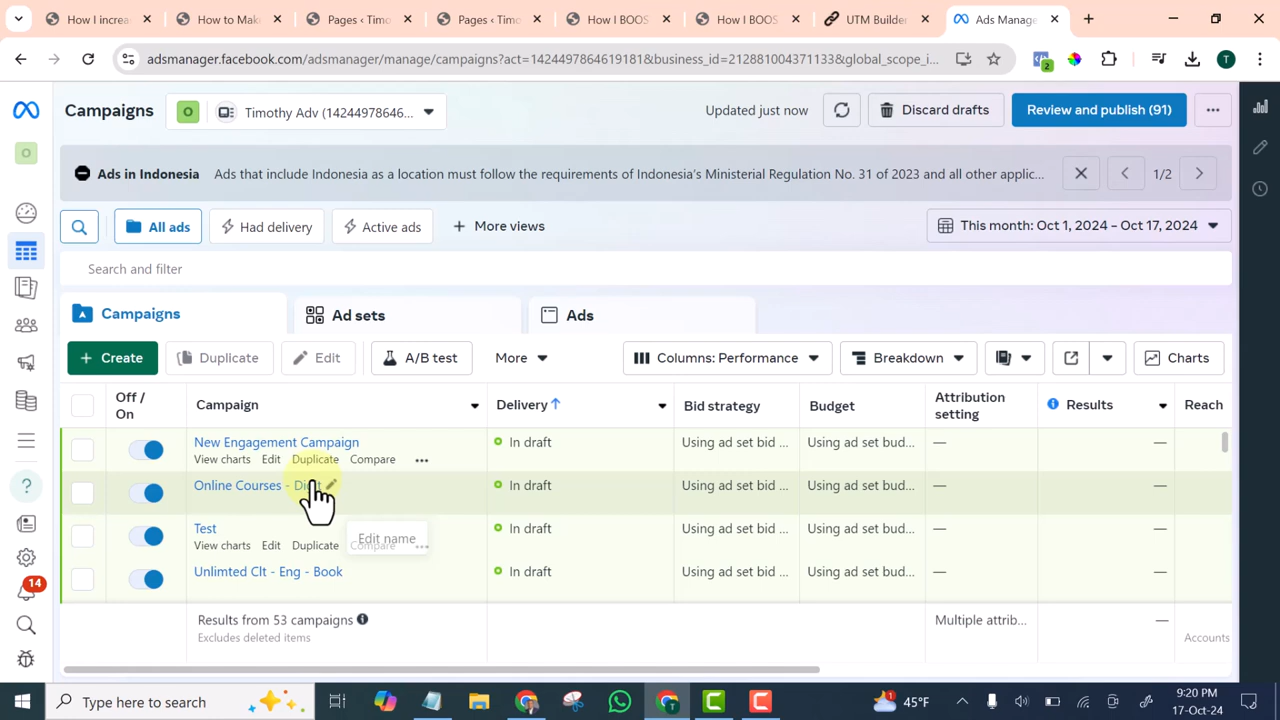 How I increa
How to Make
Pages ‹ Timo
Pages ‹ Timo
How I BOOS
How I BOOS
UTM Builder
Ads Manage
adsmanager.facebook.com/adsmanager/manage/campaigns?act=1424497864619181&business_id=212881004371133&global_scope_i...
2
T
Campaigns
O
Timothy Adv (14244978646...
Updated just now
Discard drafts
Review and publish (91)
O
Ads in Indonesia
Ads that include Indonesia as a location must follow the requirements of Indonesia's Ministerial Regulation No. 31 of 2023 and all other applic...
1/2
All ads
Had delivery
Active ads
+ More views
This month: Oct 1, 2024 – Oct 17, 2024
Search and filter
Campaigns
Ad sets
Ads
+ Create
Duplicate
Edit
A/B test
More
Columns: Performance
Breakdown
Charts
Off / On
Campaign
Delivery ↑
Bid strategy
Budget
Attribution setting
Results
Reach
New Engagement Campaign
In draft
Using ad set bid ...
Using ad set bud...
—
—
View charts Edit Duplicate Compare ...
Online Courses - Digit
In draft
Using ad set bid ...
Using ad set bud...
—
—
Test
In draft
Using ad set bid ...
Using ad set bud...
—
—
View charts Edit Duplicate Compare ...
Edit name
Unlimted Clt - Eng - Book
In draft
Using ad set bid ...
Using ad set bud...
—
—
Results from 53 campaigns
Multiple attrib...
—
Excludes deleted items
Accounts
14
Type here to search
1
45°F
9:20 PM
17-Oct-24